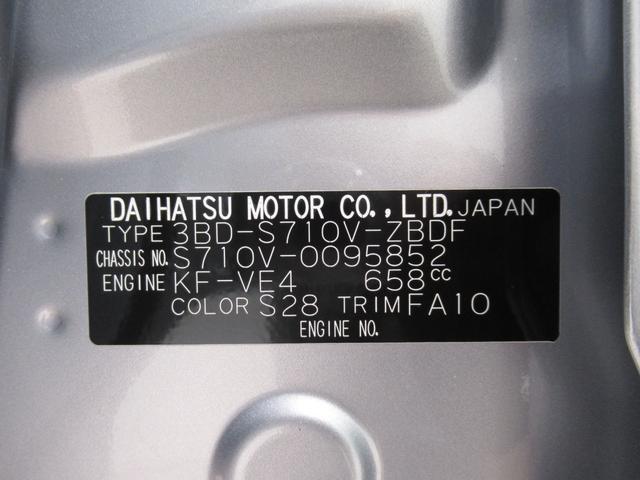 DAIHATSU MOTOR CO., LTD. JAPAN
TYPE 3BD-S710V-ZBDF
CHASSIS NO. S710V-0095852
ENGINE KF-VE4 658CC
COLOR S28 TRIM FA10
ENGINE NO.